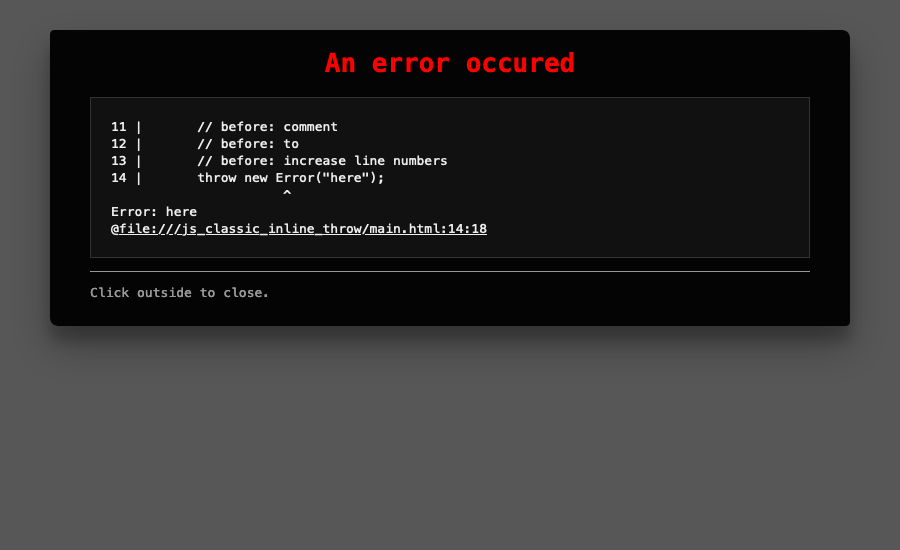 An error occured
11 |       // before: comment
12 |       // before: to
13 |       // before: increase line numbers
14 |       throw new Error("here");
                      ^
Error: here
@file:///js_classic_inline_throw/main.html:14:18
Click outside to close.